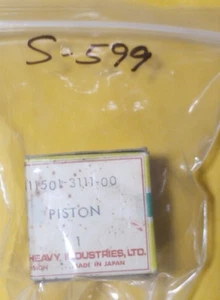 S-599
11501-3111-00
PISTON
1
HEAVY INDUSTRIES, LTD.
MADE IN JAPAN